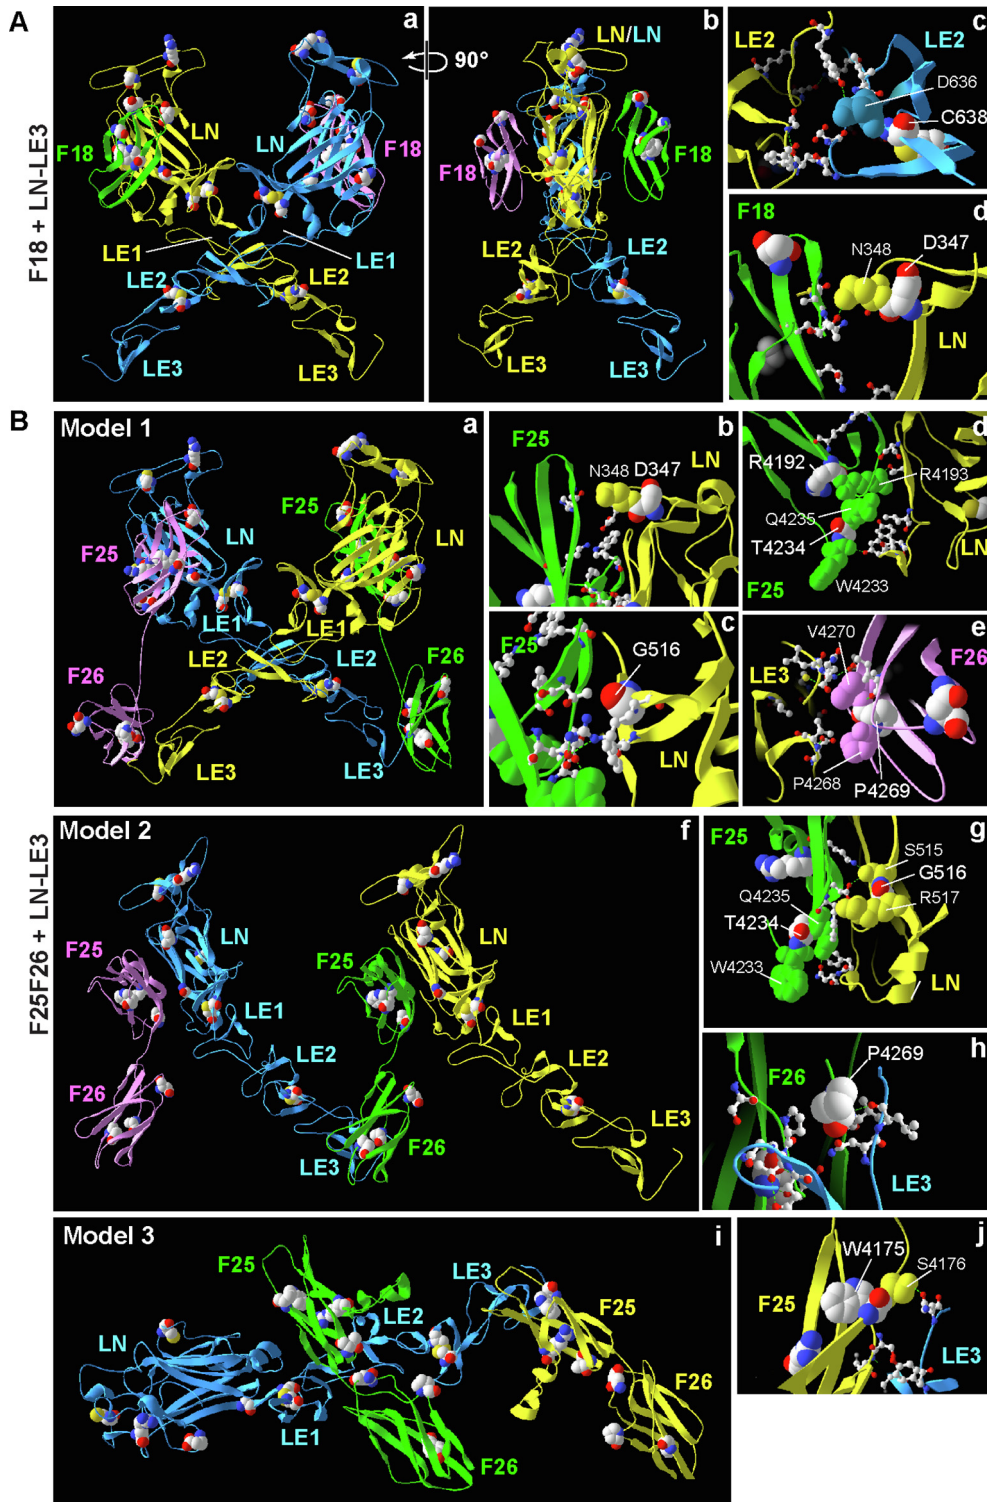 A
F18 + LN-LE3
a
LN
LN
F18
F18
LE1
LE1
LE2
LE2
LE3
LE3
90°
b
LN/LN
F18
F18
LE2
LE2
LE3
LE3
c
LE2
LE2
D636
C638
d
F18
D347
N348
LN
B
F25F26 + LN-LE3
Model 1
a
F25
LN
F25
LN
LE1
LE1
LE2
LE2
F26
F26
LE3
LE3
b
F25
N348 D347
LN
c
F25
G516
LN
d
R4192
R4193
Q4235
T4234
LN
F25
W4233
e
V4270
F26
LE3
P4268
P4269
Model 2
f
LN
LN
F25
F25
LE1
LE1
LE2
LE2
F26
F26
LE3
LE3
g
F25
S515
G516
Q4235
R517
T4234
W4233
LN
h
P4269
F26
LE3
Model 3
i
F25
LE3
LE2
F25
LN
F26
LE1
F26
j
W4175
S4176
F25
LE3